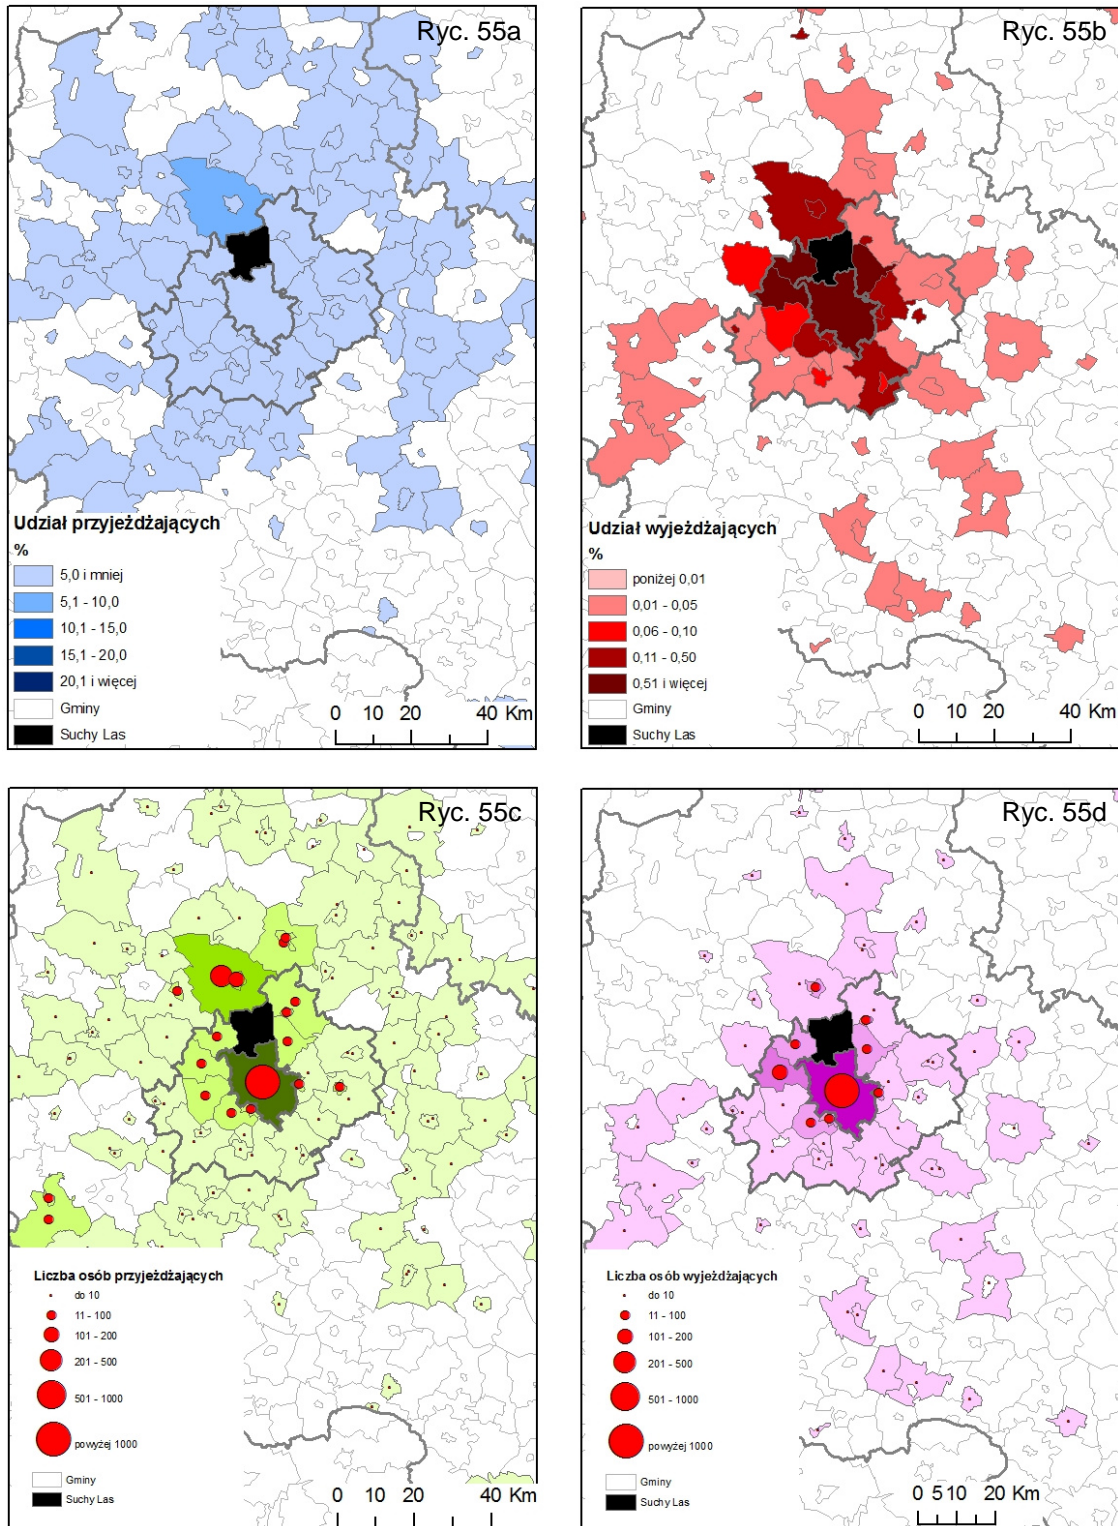 Ryc. 55a
Udział przyjeżdżających
%
5,0 i mniej
5,1 - 10,0
10,1 - 15,0
15,1 - 20,0
20,1 i więcej
Gminy
Suchy Las
0 10 20 40 Km
Ryc. 55b
Udział wyjeżdżających
%
poniżej 0,01
0,01 - 0,05
0,06 - 0,10
0,11 - 0,50
0,51 i więcej
Gminy
Suchy Las
0 10 20 40 Km
Ryc. 55c
Liczba osób przyjeżdżających
do 10
11 - 100
101 - 200
201 - 500
501 - 1000
powyżej 1000
Gminy
Suchy Las
0 10 20 40 Km
Ryc. 55d
Liczba osób wyjeżdżających
do 10
11 - 100
101 - 200
201 - 500
501 - 1000
powyżej 1000
Gminy
Suchy Las
0 5 10 20 Km